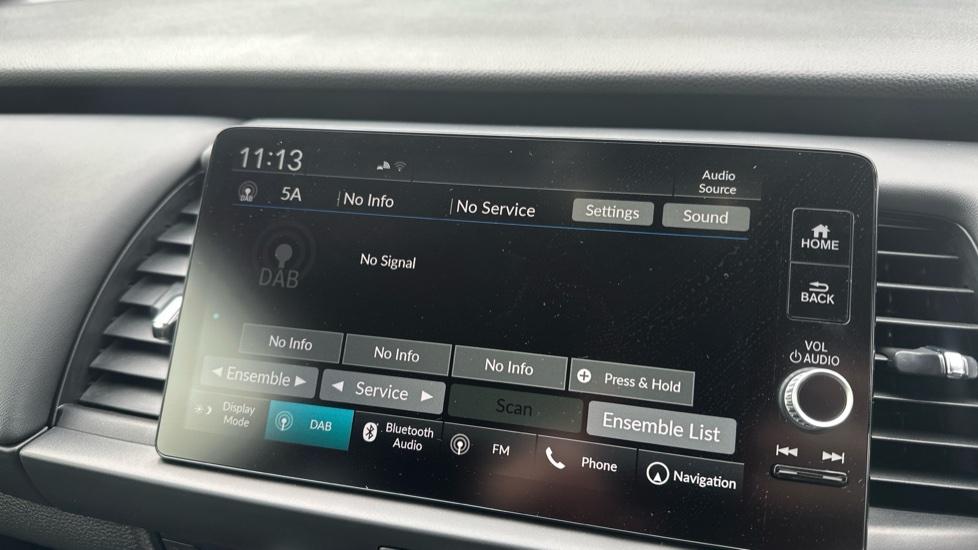 11:13
Audio
Source
DAB
5A
No Info
No Service
Settings
Sound
DAB
No Signal
HOME
BACK
VOL
AUDIO
No Info
No Info
No Info
Press & Hold
Ensemble
Service
Scan
Ensemble List
Display
Mode
DAB
Bluetooth
Audio
FM
Phone
Navigation